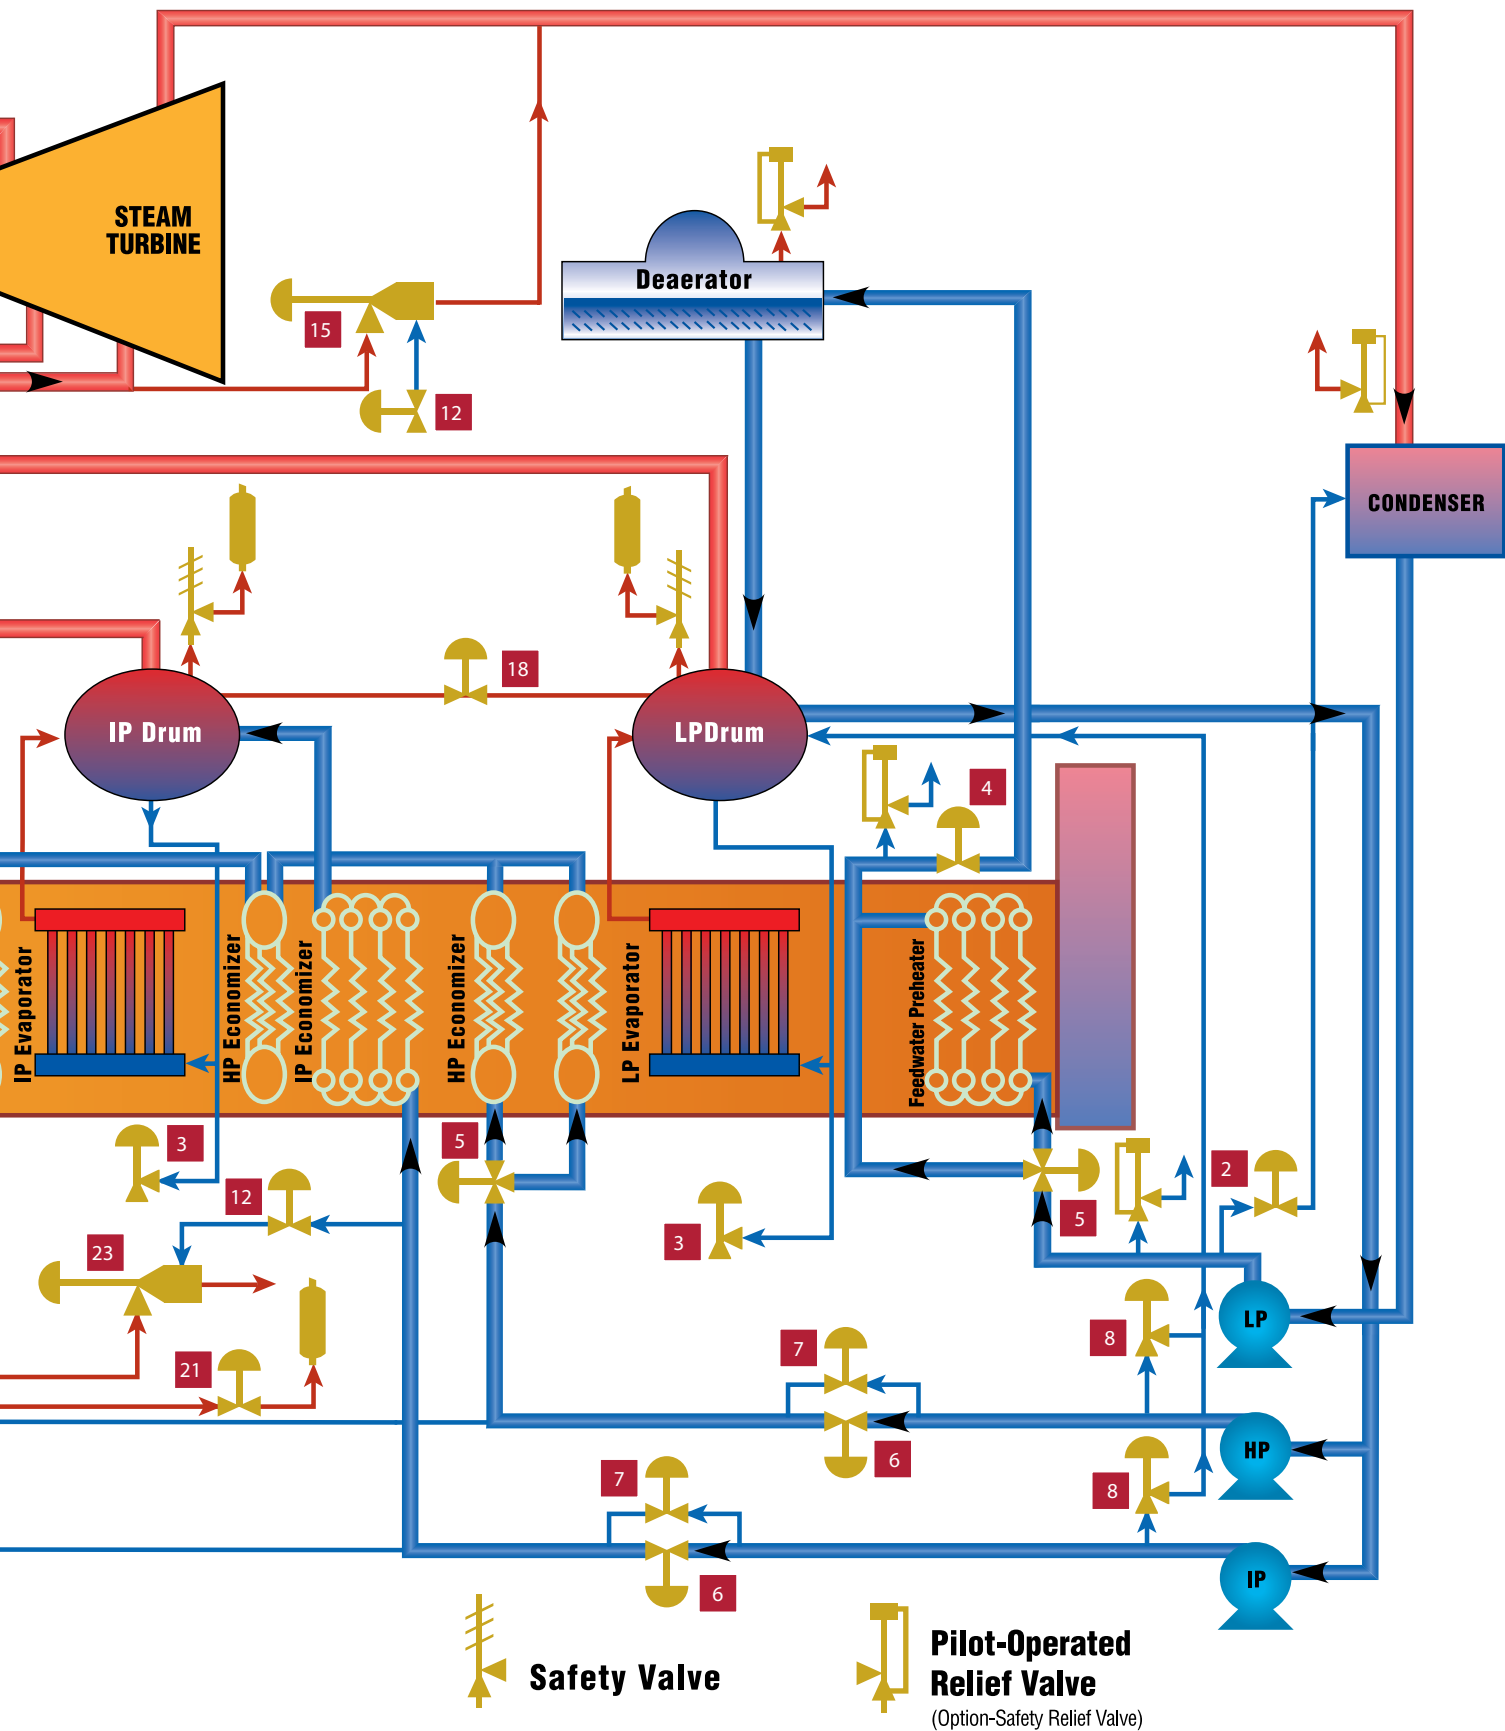 STEAM
TURBINE
Deaerator
15
12
CONDENSER
18
IP Drum
LPDrum
4
IP Evaporator
HP Economizer
IP Economizer
HP Economizer
LP Evaporator
Feedwater Preheater
3
5
12
2
5
3
23
LP
8
7
21
HP
6
7
8
IP
6
Safety Valve
Pilot-Operated
Relief Valve
(Option-Safety Relief Valve)